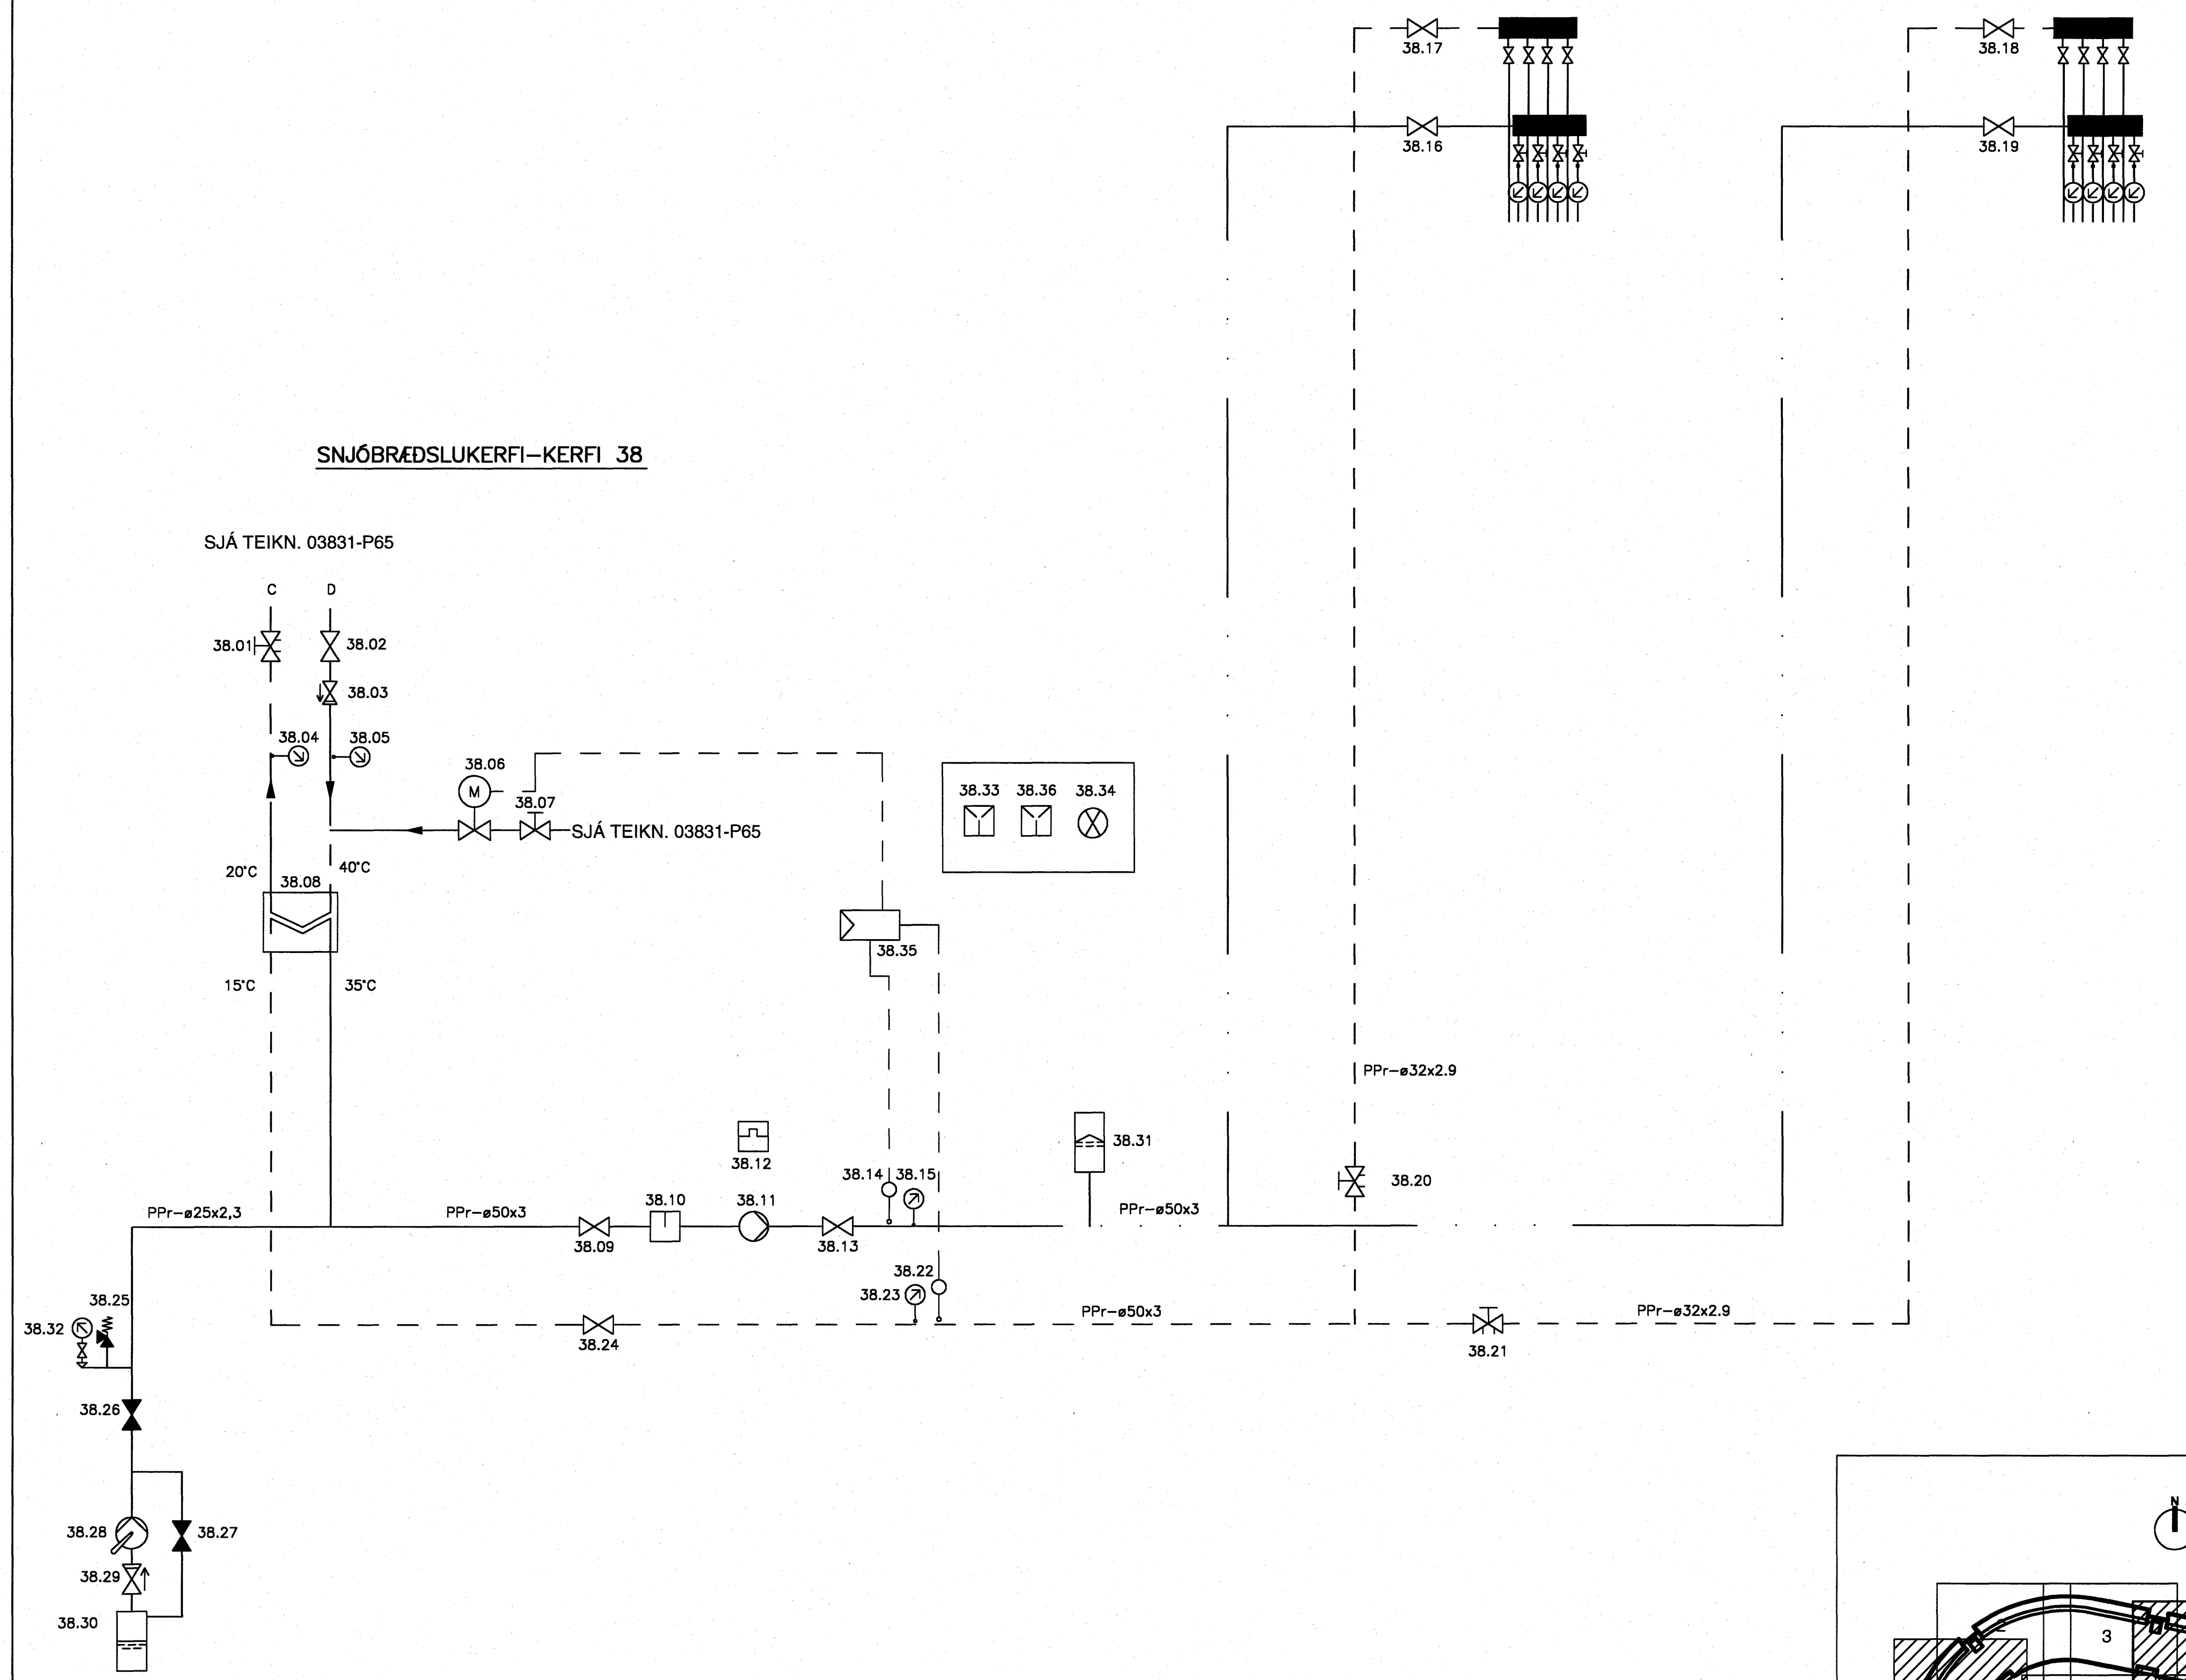 38.17
38.18
38.16
38.19
SNJÓBRÆÐSLUKERFI–KERFI 38
SJÁ TEIKN. 03831-P65
C
D
38.01
38.02
38.03
38.04
38.05
38.06
M
38.07
SJÁ TEIKN. 03831-P65
38.33
38.36
38.34
20°C
40°C
38.08
38.35
15°C
35°C
PPr–ø32x2.9
38.12
38.31
38.14
38.15
38.20
PPr–ø25x2,3
PPr–ø50x3
38.10
38.11
PPr–ø50x3
38.09
38.13
38.22
38.23
38.25
38.32
PPr–ø50x3
PPr–ø32x2.9
38.24
38.21
38.26
N
38.28
38.27
38.29
38.30
3